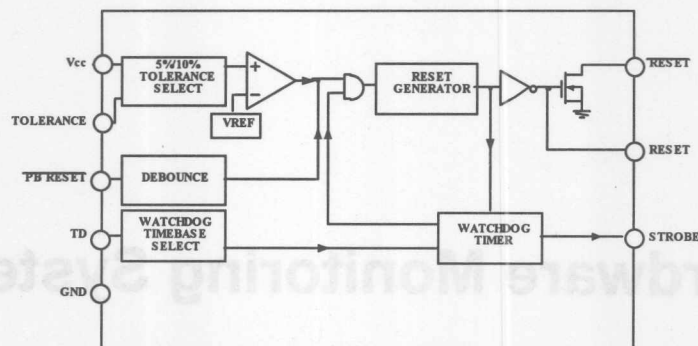 Vcc
5%/10%
TOLERANCE
SELECT
+
−
VREF
TOLERANCE
RESET
GENERATOR
RESET
RESET
PB RESET
DEBOUNCE
TD
WATCHDOG
TIMEBASE
SELECT
WATCHDOG
TIMER
STROBE
GND
rdware Monitoring Syste